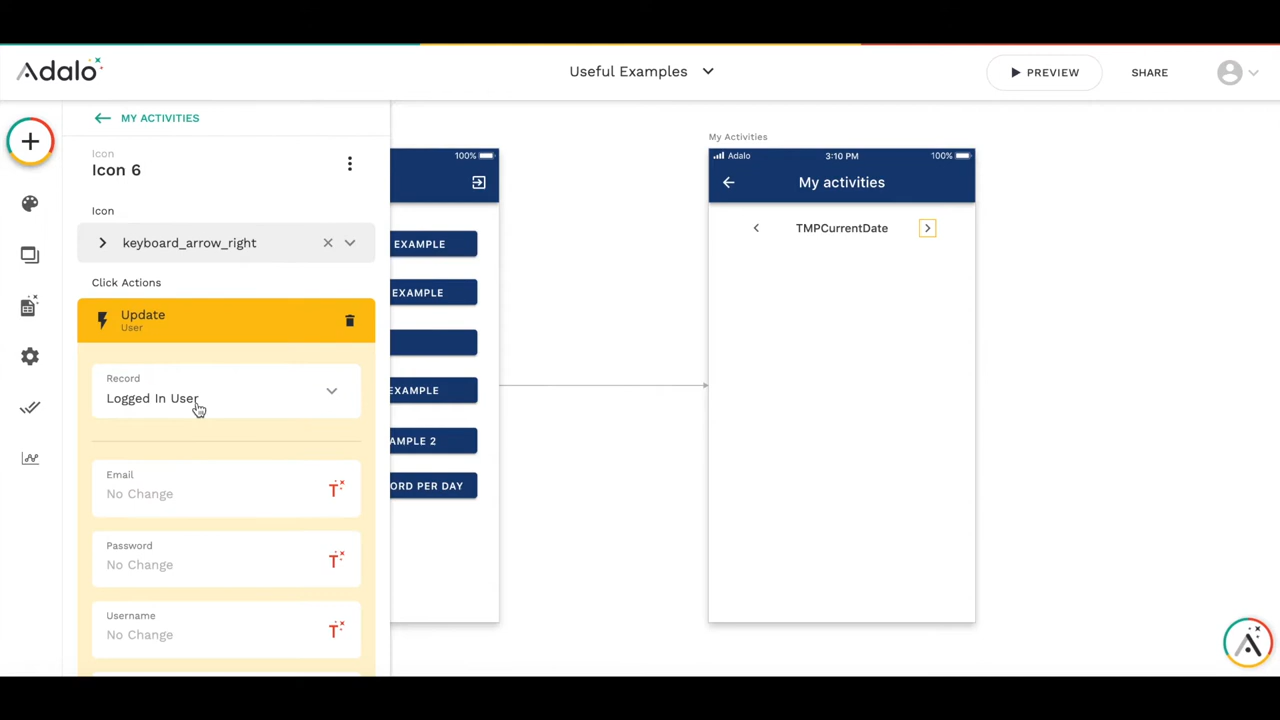 Adalo
Useful Examples
PREVIEW
SHARE
MY ACTIVITIES
Icon
Icon 6
Icon
keyboard_arrow_right
Click Actions
Update
User
Record
Logged In User
Email
No Change
Password
No Change
Username
No Change
100%
EXAMPLE
EXAMPLE
EXAMPLE
AMPLE 2
ORD PER DAY
My Activities
Adalo
3:10 PM
100%
My activities
TMPCurrentDate